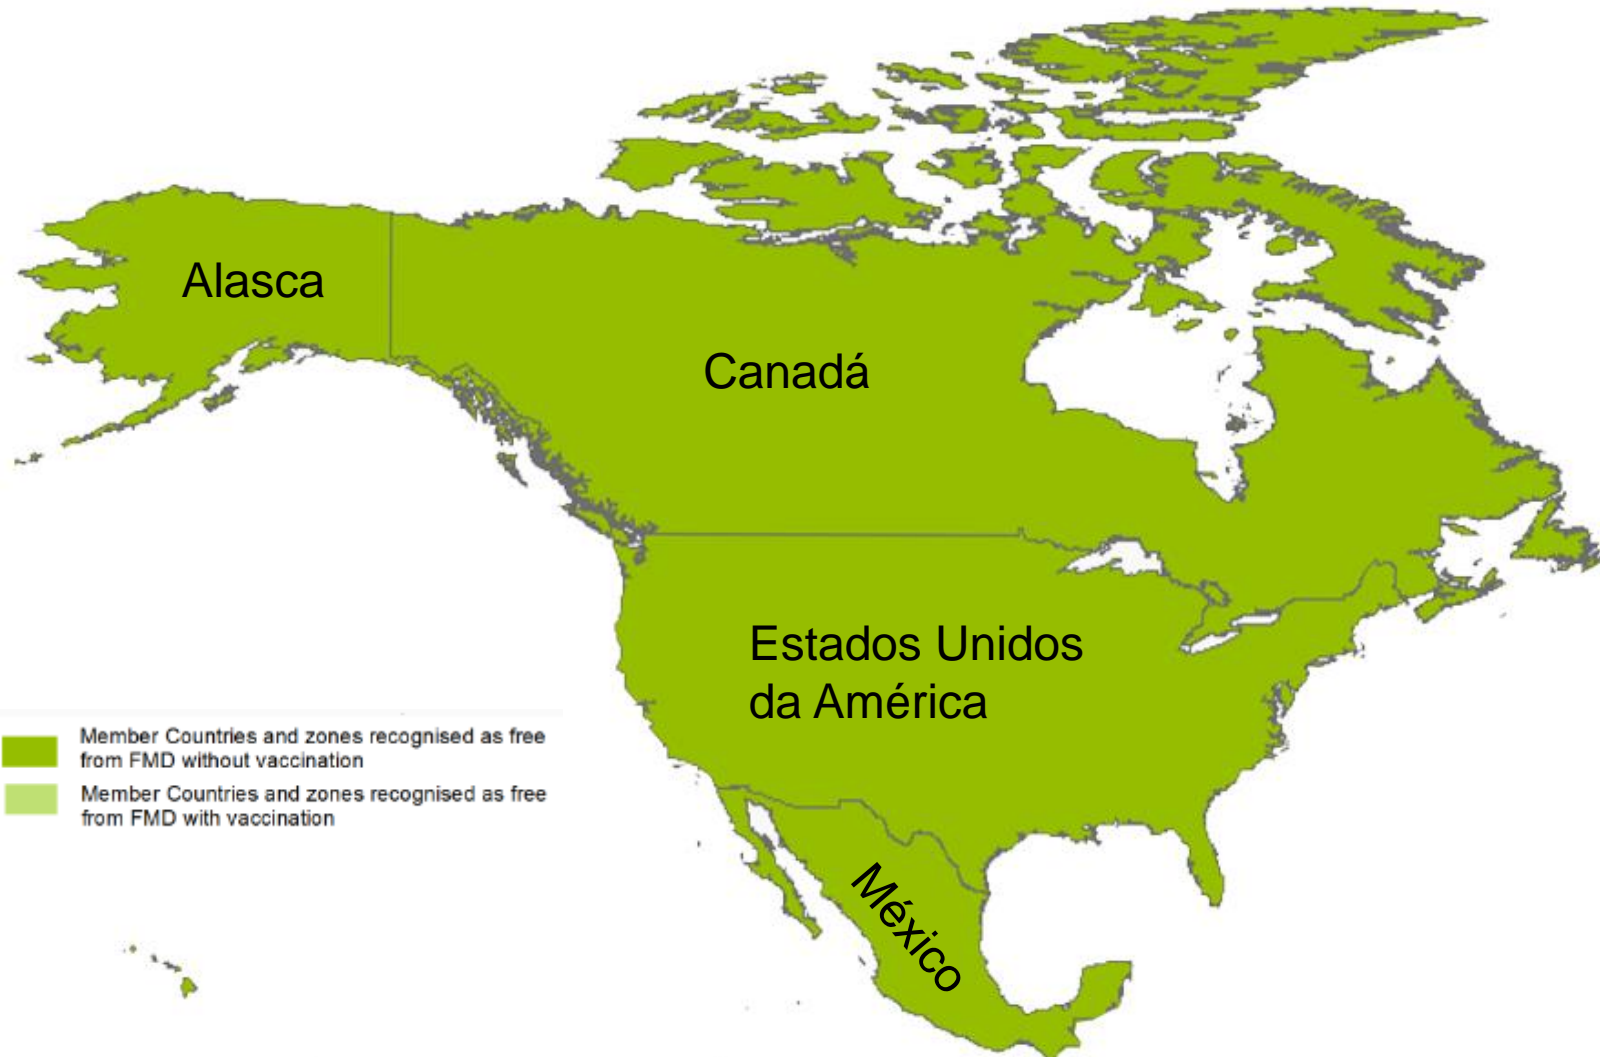 Alasca
Canadá
Estados Unidos
da América
Member Countries and zones recognised as free
from FMD without vaccination
Member Countries and zones recognised as free
from FMD with vaccination
México